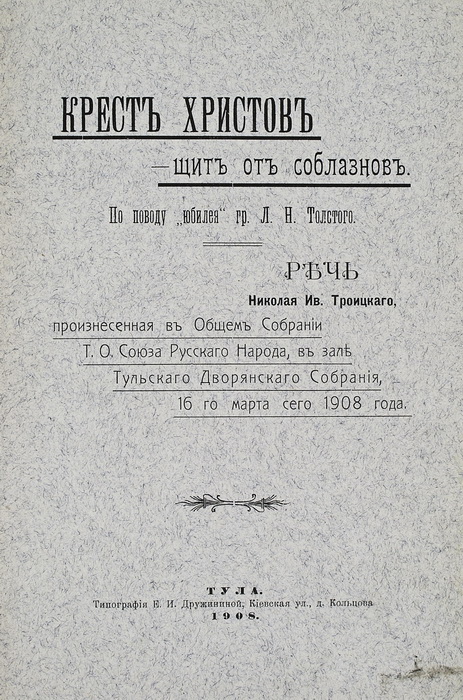 КРЕСТЪ ХРИСТОВЪ
— ЩИТЪ ОТЪ СОБЛАЗНОВЪ.
По поводу „юбилея“ гр. Л. Н. Толстого.
РѢЧЬ
Николая Ив. Троицкаго,
произнесенная въ Общемъ Собраніи
Т. О. Союза Русскаго Народа, въ залѣ
Тульскаго Дворянскаго Собранія,
16 го марта сего 1908 года.
ТУЛА.
Типографія Е. И. Дружининой, Кіевская ул., д. Кольцова
1908.